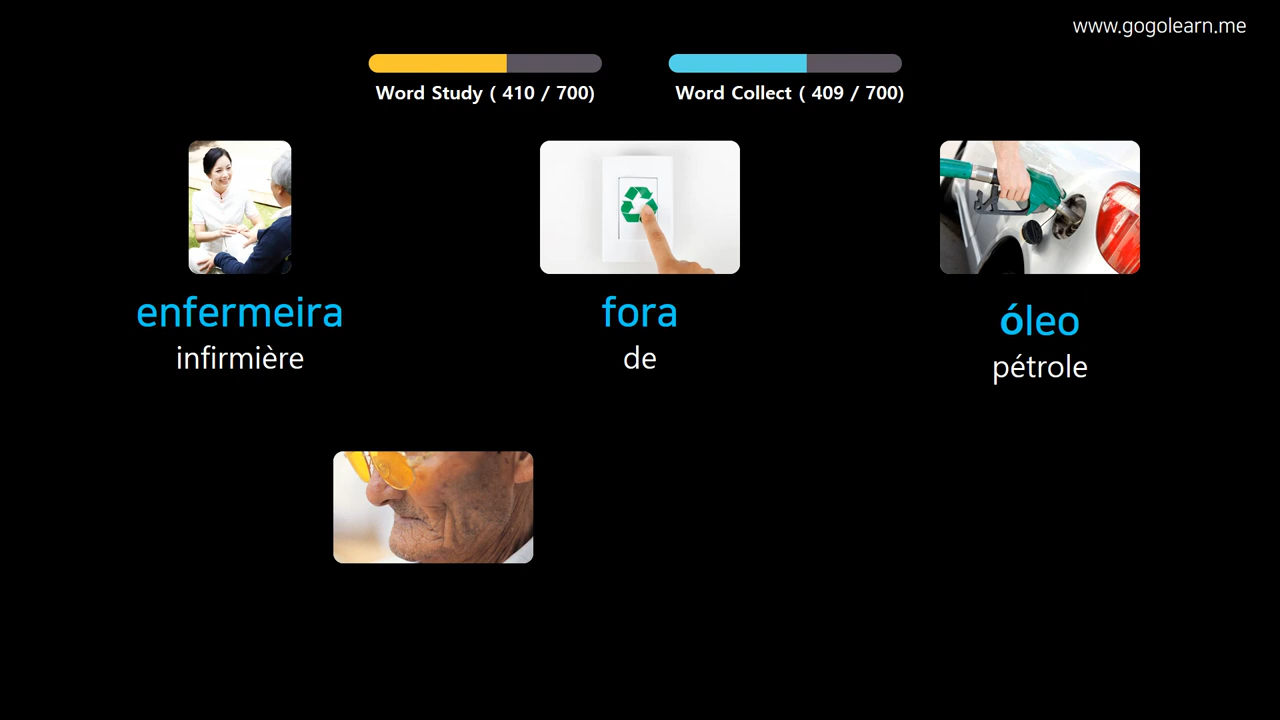 www.gogolearn.me
Word Study ( 410 / 700)
Word Collect ( 409 / 700)
enfermeira
infirmière
fora
de
óleo
pétrole